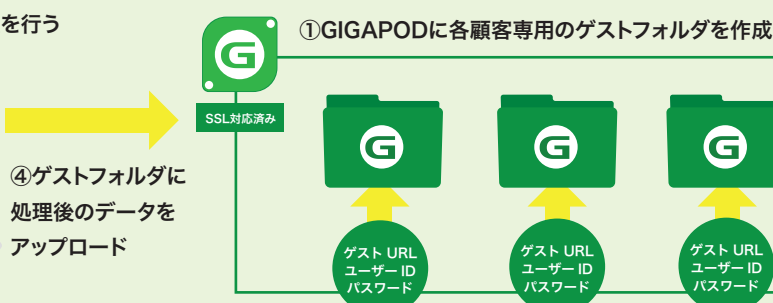 を行う
①GIGAPODに各顧客専用のゲストフォルダを作成
G
SSL対応済み
G
G
G
④ゲストフォルダに
処理後のデータを
アップロード
ゲスト URL
ユーザー ID
パスワード
ゲスト URL
ユーザー ID
パスワード
ゲスト URL
ユーザー ID
パスワード